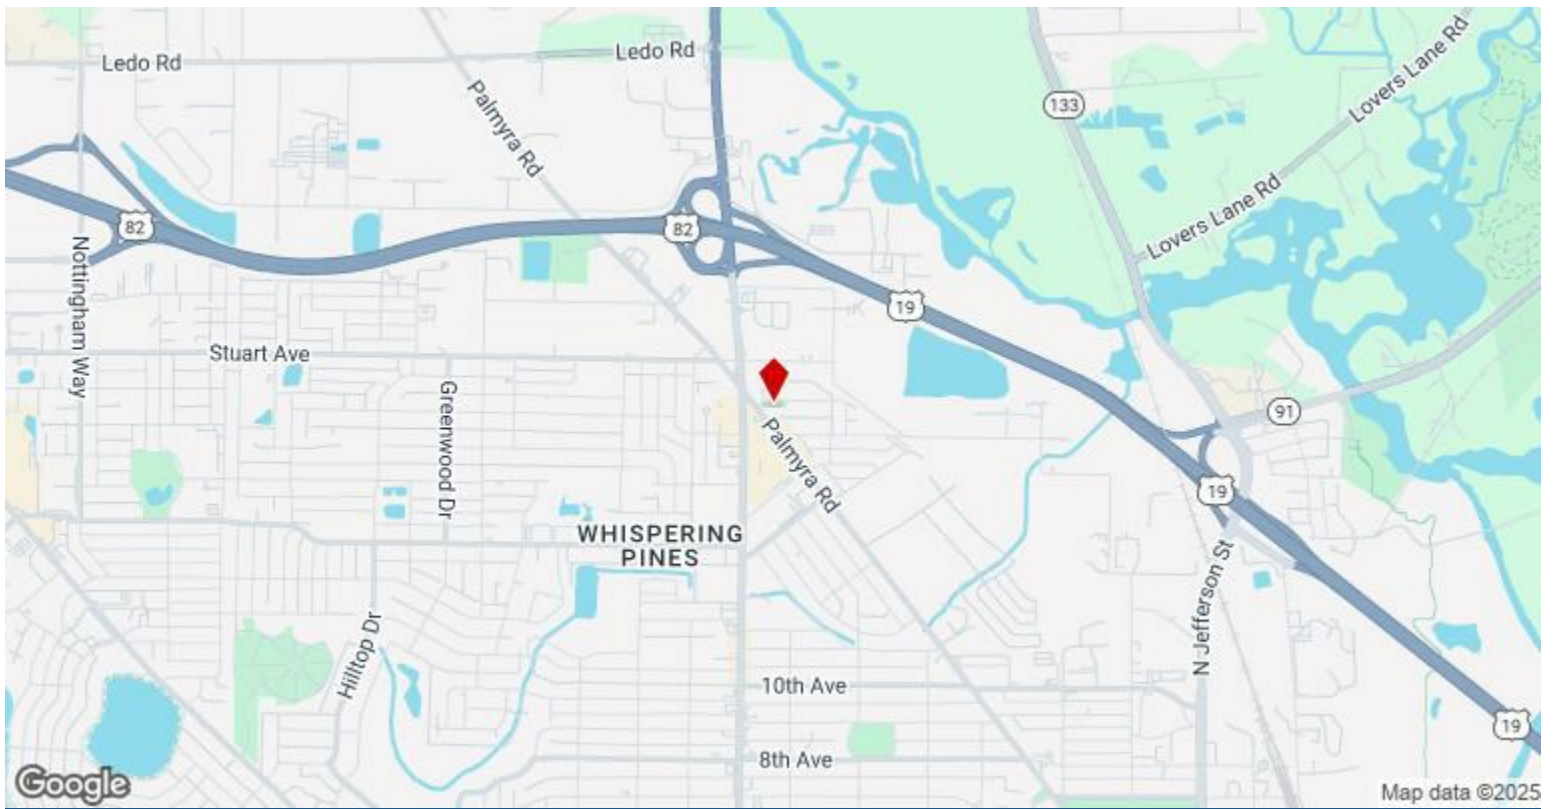 Ledo Rd
Ledo Rd
Palmyra Rd
133
Lovers Lane Rd
Lovers Lane Rd
82
82
Nottingham Way
19
Stuart Ave
Greenwood Dr
91
Palmyra Rd
19
WHISPERING
PINES
N Jefferson St
Hilltop Dr
10th Ave
19
8th Ave
Google
Map data ©2025